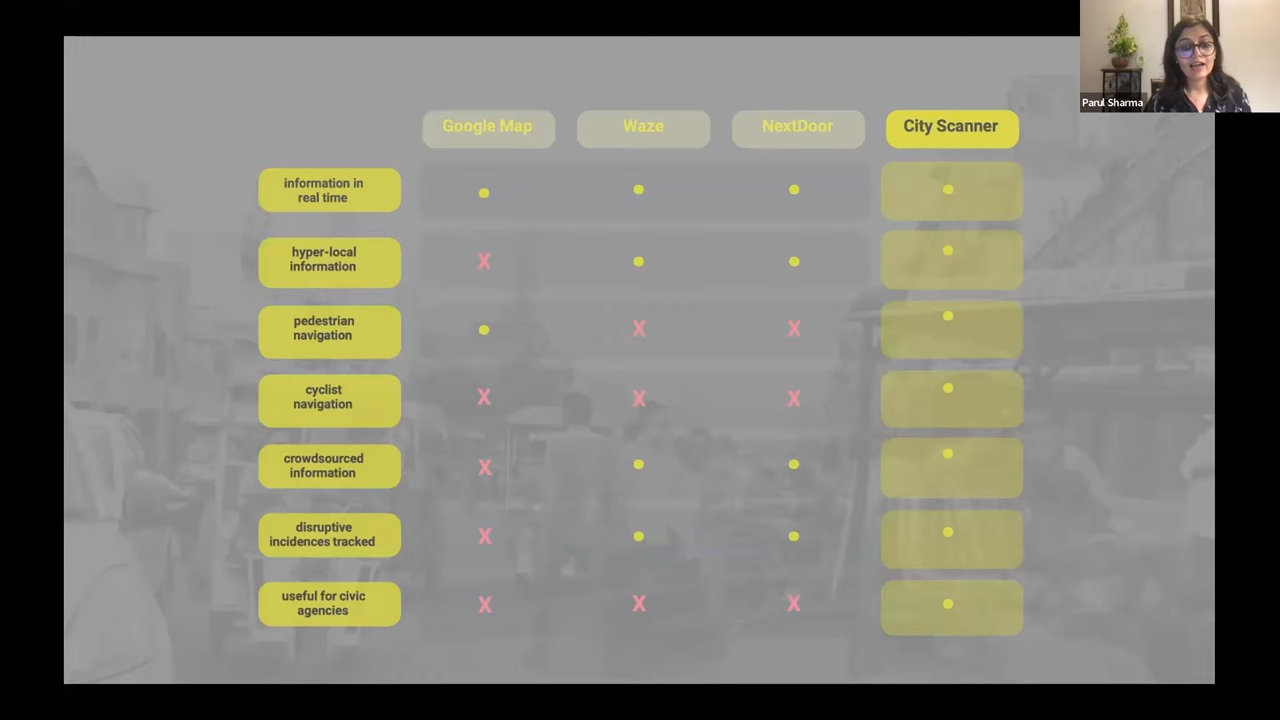 Parul Sharma
Google Map Waze NextDoor City Scanner
information in
real time
hyper-local
X
information
pedestrian
X X
navigation
cyclist
X X X
navigation
crowdsourced
X
information
disruptive
X
incidences tracked
useful for civic
X X X
agencies